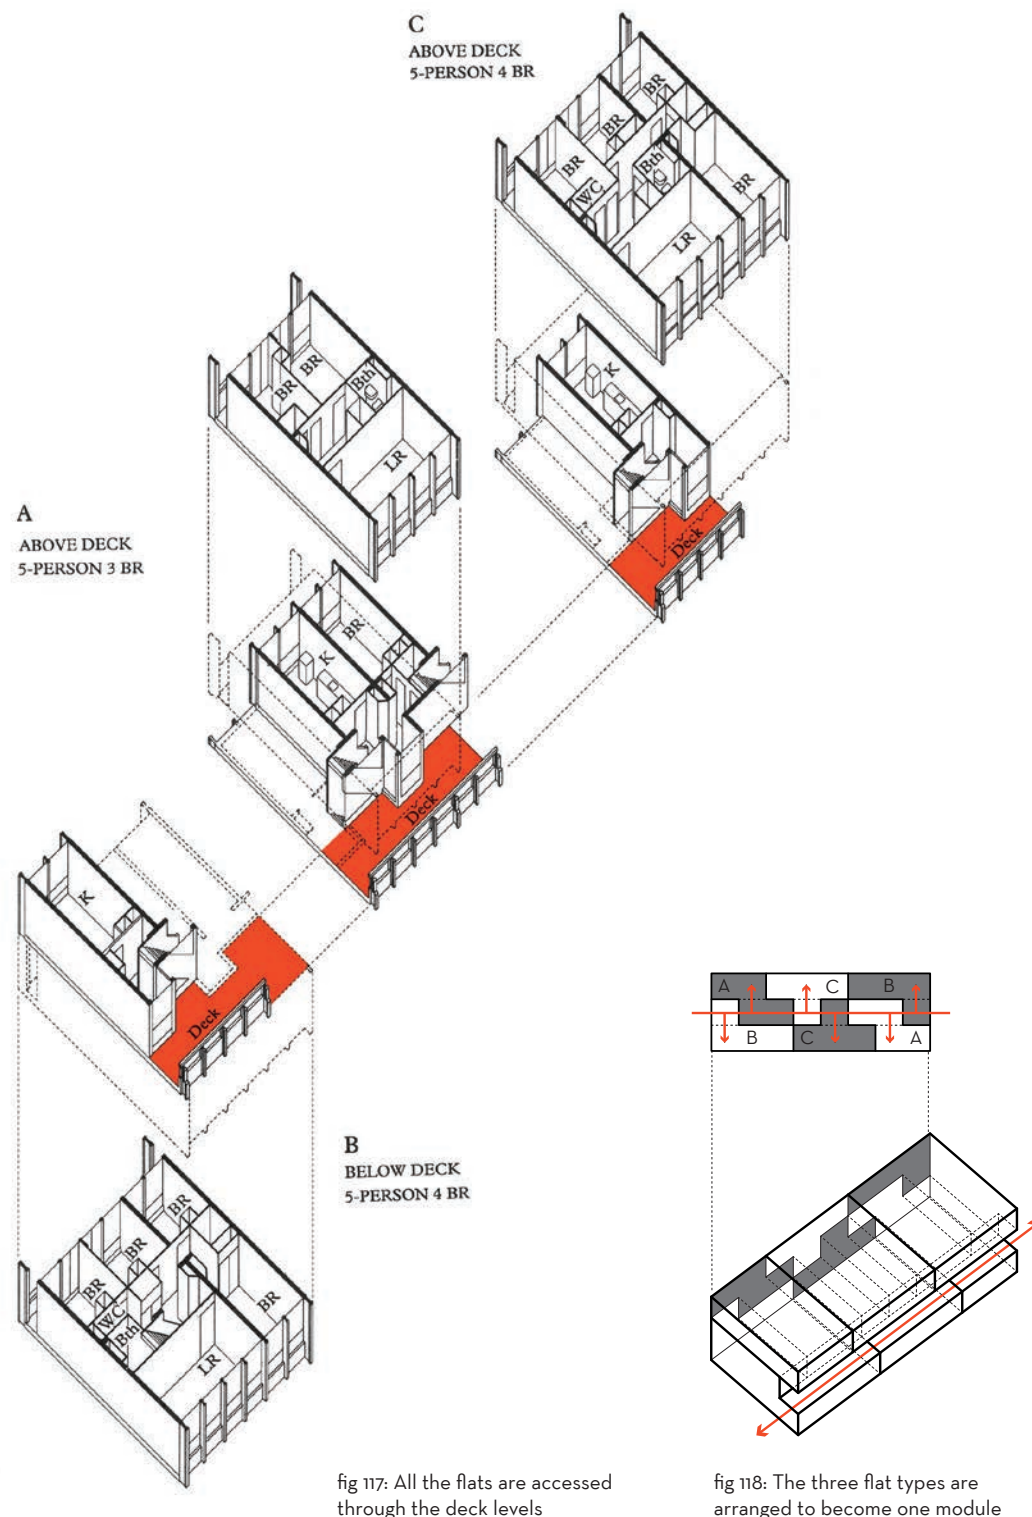 C
ABOVE DECK
5-PERSON 4 BR
BR
BR
BR
Bth
WC
BR
LR
K
Deck
A
ABOVE DECK
5-PERSON 3 BR
BR
BR
Bth
LR
BR
K
Deck
K
Deck
B
BELOW DECK
5-PERSON 4 BR
BR
BR
BR
WC
Bth
BR
LR
A
C
B
B
C
A
fig 117: All the flats are accessed
through the deck levels
fig 118: The three flat types are
arranged to become one module